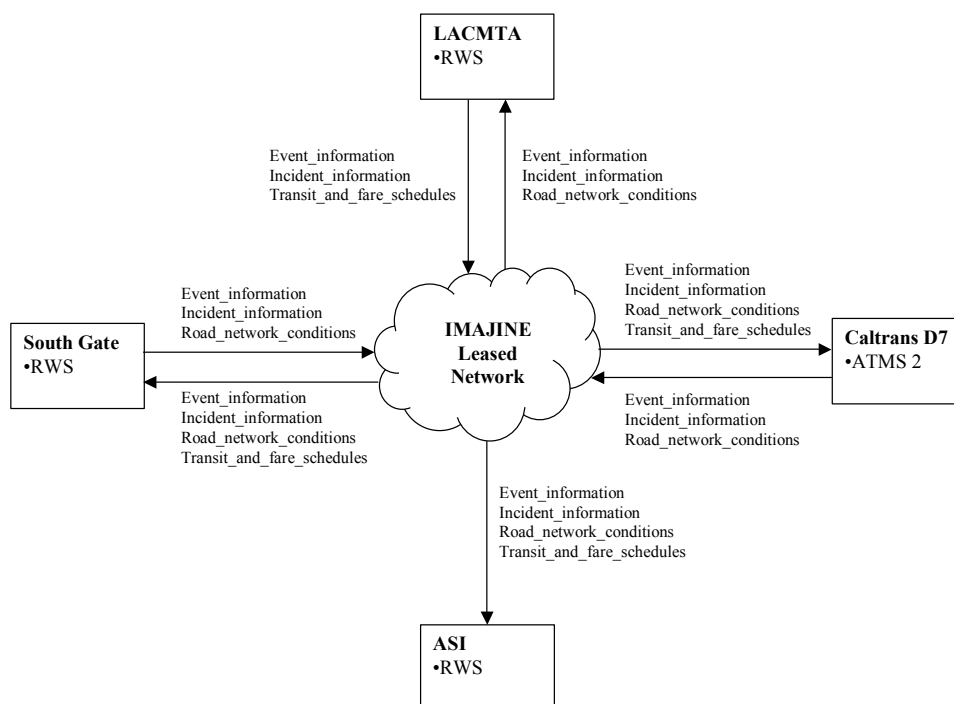 LACMTA
•RWS
Event_information
Incident_information
Transit_and_fare_schedules
Event_information
Incident_information
Road_network_conditions
Event_information
Incident_information
Road_network_conditions
South Gate
•RWS
Event_information
Incident_information
Road_network_conditions
Transit_and_fare_schedules
IMAJINE
Leased
Network
Event_information
Incident_information
Road_network_conditions
Transit_and_fare_schedules
Caltrans D7
•ATMS 2
Event_information
Incident_information
Road_network_conditions
Event_information
Incident_information
Road_network_conditions
Transit_and_fare_schedules
ASI
•RWS